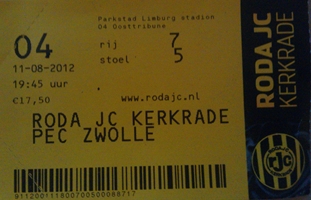 Parkstad Limburg stadion
04 Oosttribune
04
rij 7
stoel 5
11-08-2012
19:45 uur
€17,50
www.rodajc.nl
RODA JC KERKRADE
PEC ZWOLLE
RODA JC
KERKRADE